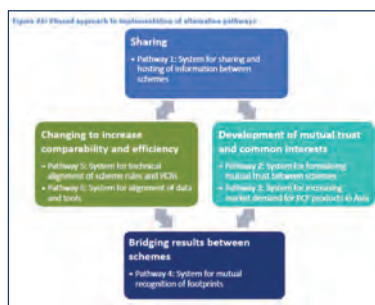 Figure 23: Phased approach to implementation of alternative pathways
Sharing
• Pathway 1: System for sharing and
hosting of information between
schemes
Changing to increase
comparability and efficiency
• Pathway 5: System for technical
alignment of scheme rules and PCRs
• Pathway 6: System for alignment of data
and tools
Development of mutual trust
and common interests
• Pathway 2: System for formalising
mutual trust between schemes
• Pathway 3: System for increasing
market demand for PCF products in Asia
Bridging results between
schemes
• Pathway 4: System for mutual
recognition of footprints